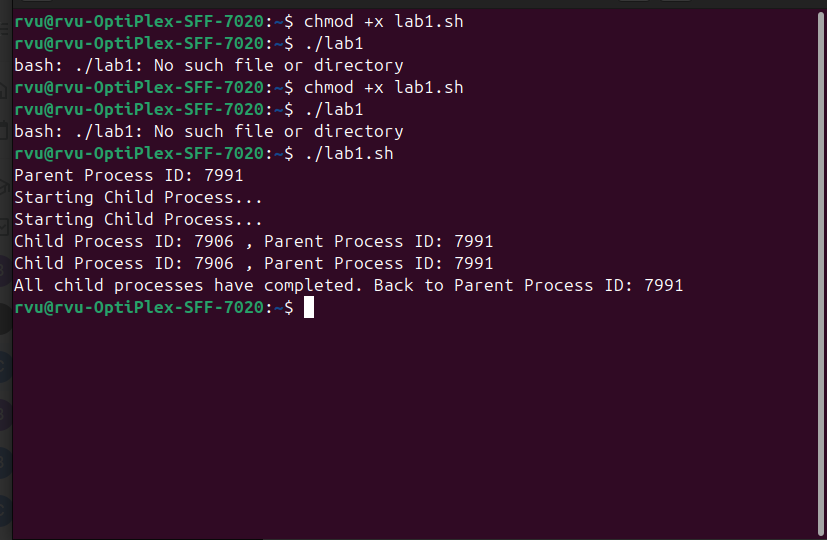 rvu@rvu-OptiPlex-SFF-7020:~$ chmod +x lab1.sh
rvu@rvu-OptiPlex-SFF-7020:~$ ./lab1
bash: ./lab1: No such file or directory
rvu@rvu-OptiPlex-SFF-7020:~$ chmod +x lab1.sh
rvu@rvu-OptiPlex-SFF-7020:~$ ./lab1
bash: ./lab1: No such file or directory
rvu@rvu-OptiPlex-SFF-7020:~$ ./lab1.sh
Parent Process ID: 7991
Starting Child Process...
Starting Child Process...
Child Process ID: 7906 , Parent Process ID: 7991
Child Process ID: 7906 , Parent Process ID: 7991
All child processes have completed. Back to Parent Process ID: 7991
rvu@rvu-OptiPlex-SFF-7020:~$